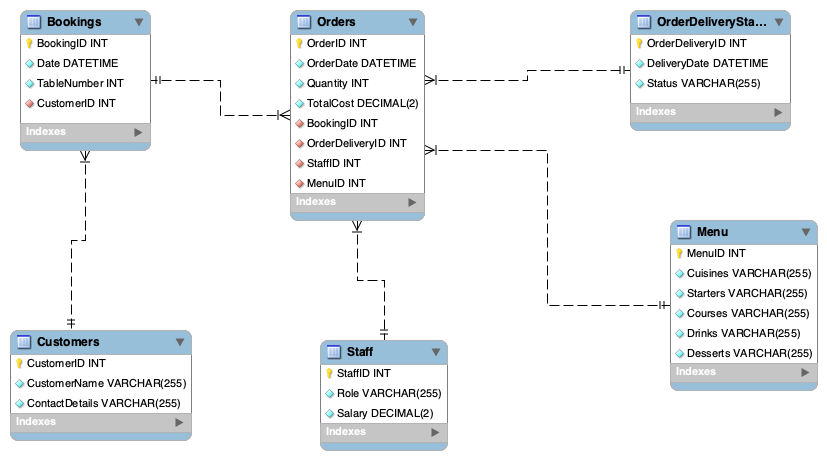 Bookings
BookingID INT
Date DATETIME
TableNumber INT
CustomerID INT
Indexes
Orders
OrderID INT
OrderDate DATETIME
Quantity INT
TotalCost DECIMAL(2)
BookingID INT
OrderDeliveryID INT
StaffID INT
MenuID INT
Indexes
OrderDeliverySta...
OrderDeliveryID INT
DeliveryDate DATETIME
Status VARCHAR(255)
Indexes
Menu
MenuID INT
Cuisines VARCHAR(255)
Starters VARCHAR(255)
Courses VARCHAR(255)
Drinks VARCHAR(255)
Desserts VARCHAR(255)
Indexes
Customers
CustomerID INT
CustomerName VARCHAR(255)
ContactDetails VARCHAR(255)
Indexes
Staff
StaffID INT
Role VARCHAR(255)
Salary DECIMAL(2)
Indexes